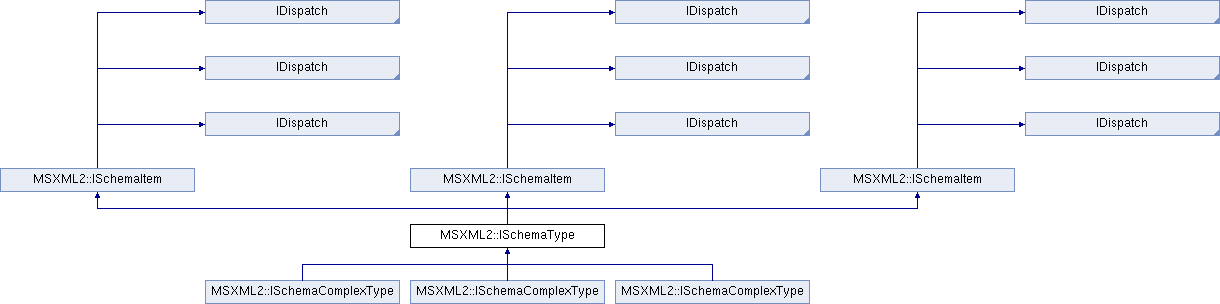 IDispatch IDispatch IDispatch
IDispatch IDispatch IDispatch
IDispatch IDispatch IDispatch
MSXML2::ISchemaItem MSXML2::ISchemaItem MSXML2::ISchemaItem
MSXML2::ISchemaType
MSXML2::ISchemaComplexType MSXML2::ISchemaComplexType MSXML2::ISchemaComplexType